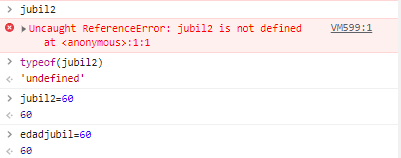 > jubil2
Uncaught ReferenceError: jubil2 is not defined VM599:1
at <anonymous>:1:1
> typeof(jubil2)
< 'undefined'
> jubil2=60
< 60
> edadjubil=60
< 60